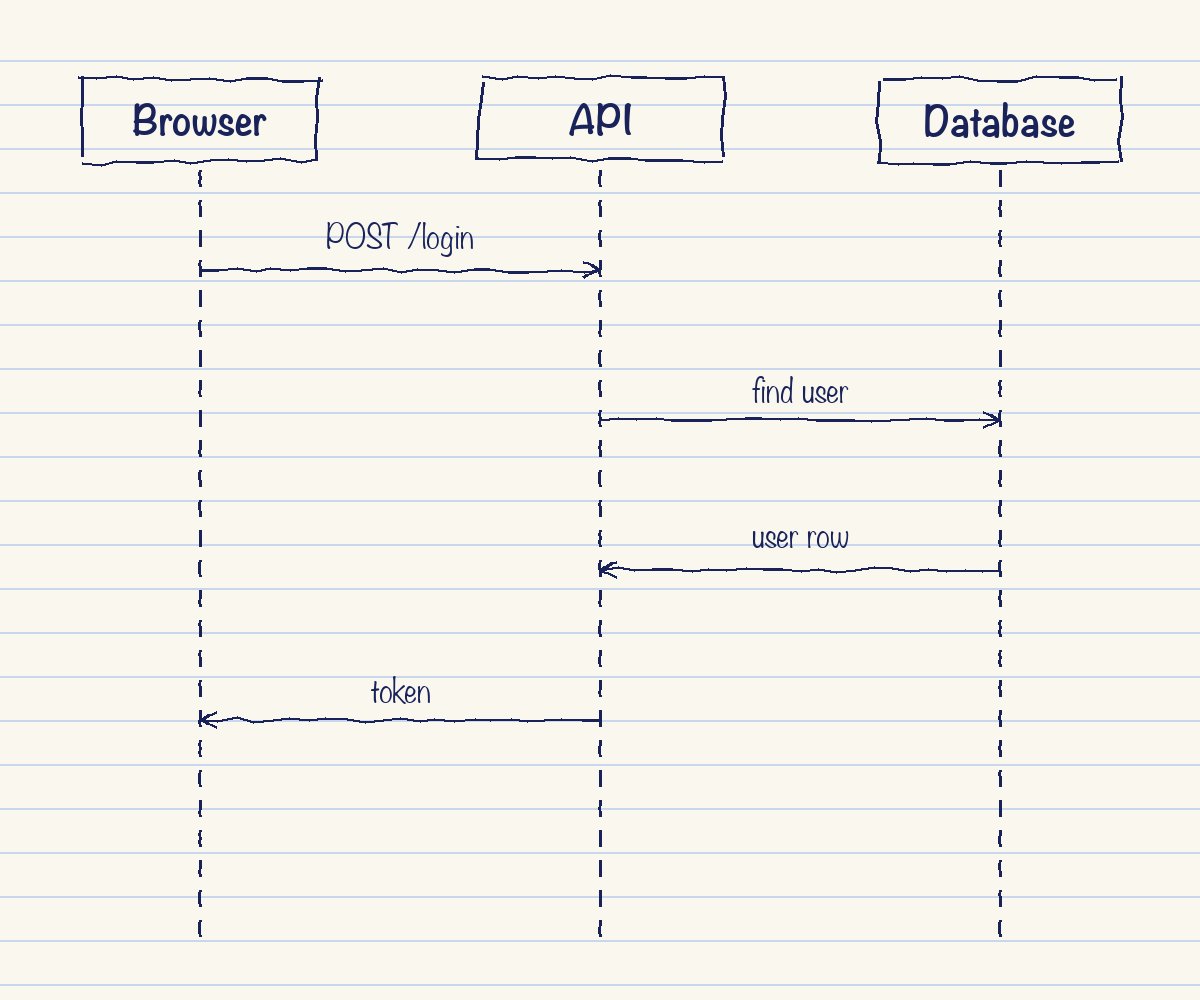 Browser
API
Database
POST /login
find user
user row
token